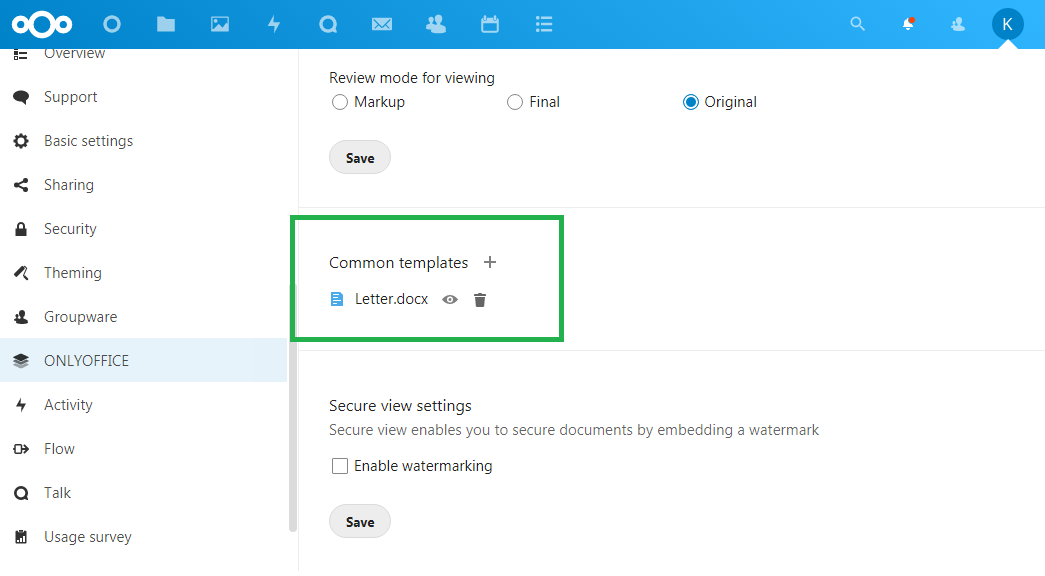 K
Overview
Support
Basic settings
Sharing
Security
Theming
Groupware
ONLYOFFICE
Activity
Flow
Talk
Usage survey
Review mode for viewing
Markup Final Original
Save
Common templates
Letter.docx
Secure view settings
Secure view enables you to secure documents by embedding a watermark
Enable watermarking
Save